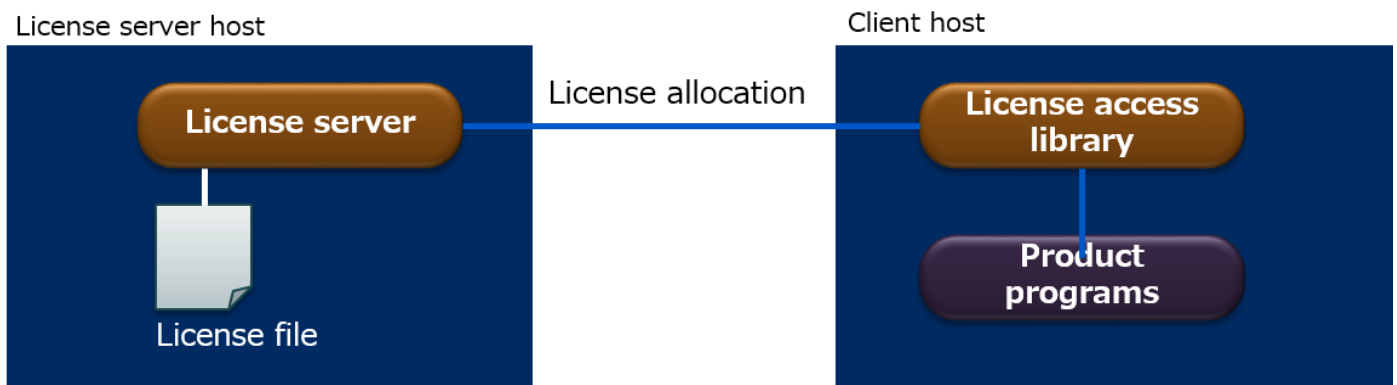 License server host
Client host
License server
License allocation
License access
library
Product
programs
License file